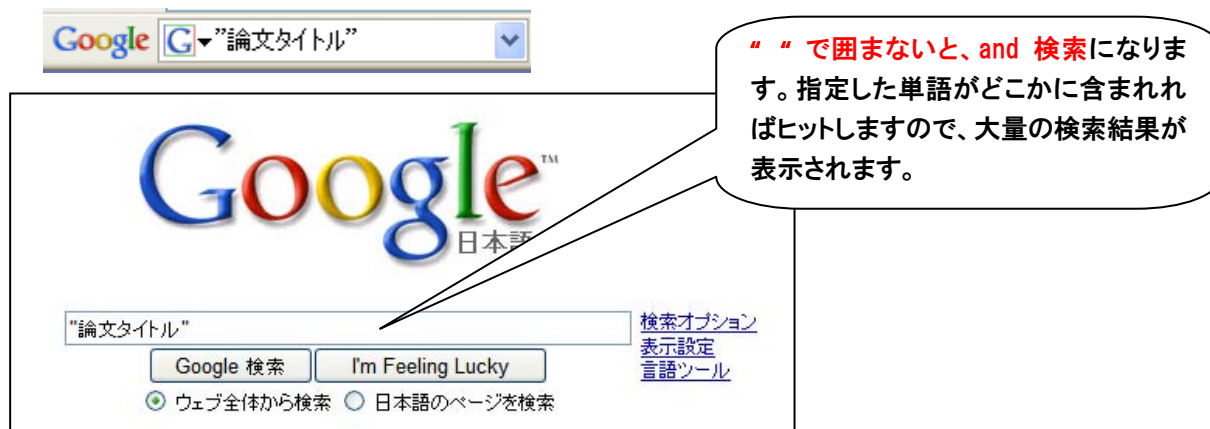 Google G "論文タイトル"
" " で囲まないと、and 検索になりま
す。指定した単語がどこかに含まれれ
ばヒットしますので、大量の検索結果が
表示されます。
Google™
日本語
"論文タイトル"
検索オプション
表示設定
言語ツール
Google 検索 I'm Feeling Lucky
ウェブ全体から検索 日本語のページを検索